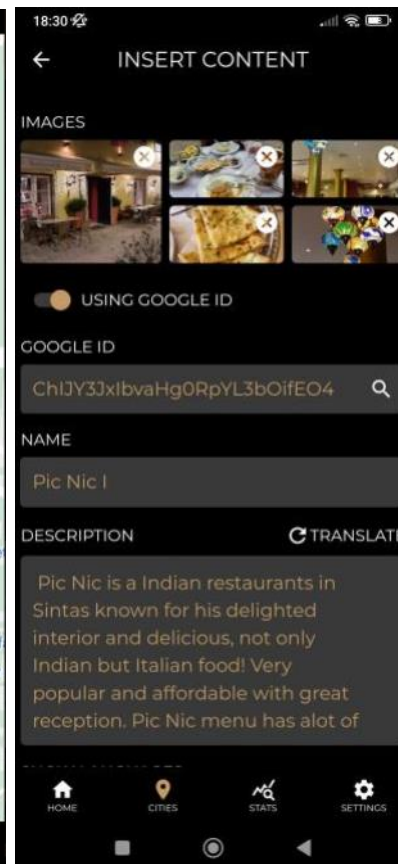 18:30
INSERT CONTENT
IMAGES
USING GOOGLE ID
GOOGLE ID
ChIJY3JxIbvaHg0RpYL3bOifEO4
NAME
Pic Nic I
DESCRIPTION
TRANSLATE
Pic Nic is a Indian restaurants in
Sintas known for his delighted
interior and delicious, not only
Indian but Italian food! Very
popular and affordable with great
reception. Pic Nic menu has alot of
HOME
CITIES
STATS
SETTINGS